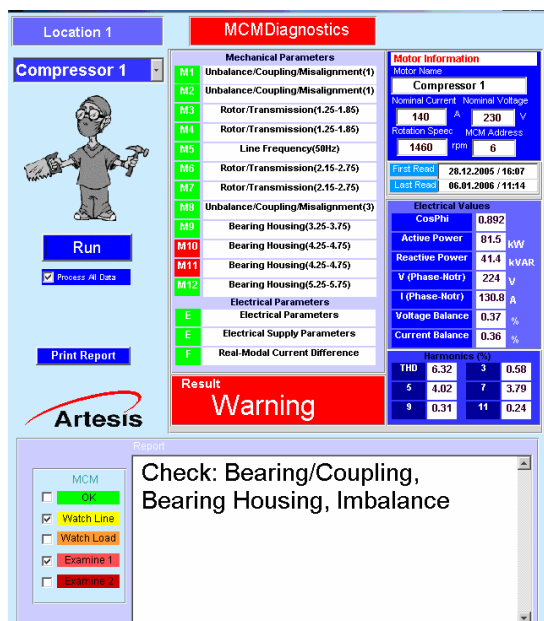 Location 1
MCMDiagnostics
Compressor 1
Mechanical Parameters
M1 Unbalance/Coupling/Misalignment(1)
M2 Unbalance/Coupling/Misalignment(1)
M3 Rotor/Transmission(1.25-1.85)
M4 Rotor/Transmission(1.25-1.85)
M5 Line Frequency(50Hz)
M6 Rotor/Transmission(2.15-2.75)
M7 Rotor/Transmission(2.15-2.75)
M8 Unbalance/Coupling/Misalignment(3)
M9 Bearing Housing(3.25-3.75)
M10 Bearing Housing(4.25-4.75)
M11 Bearing Housing(4.25-4.75)
M12 Bearing Housing(5.25-5.75)
Electrical Parameters
E Electrical Parameters
E Electrical Supply Parameters
F Real-Modal Current Difference
Result
Warning
Motor Information
Motor Name
Compressor 1
Nominal Current Nominal Voltage
140 A 230 V
Rotation Speec MCM Address
1460 rpm 6
First Read 28.12.2005 / 16:07
Last Read 06.01.2006 / 11:14
Electrical Values
CosPhi 0.892
Active Power 81.5 kW
Reactive Power 41.4 kVAR
V (Phase-Notr) 224 V
I (Phase-Notr) 130.8 A
Voltage Balance 0.37 %
Current Balance 0.36 %
Harmonics (%)
THD 6.32 3 0.58
5 4.02 7 3.79
9 0.31 11 0.24
Run
Process All Data
Print Report
Artesis
Report
MCM
OK
Watch Line
Watch Load
Examine 1
Examine 2
Check: Bearing/Coupling,
Bearing Housing, Imbalance